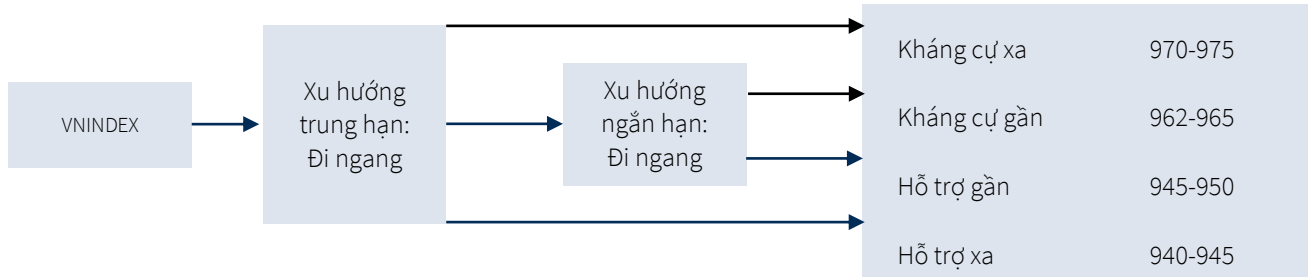 VNINDEX
Xu hướng
trung hạn:
Đi ngang
Xu hướng
ngắn hạn:
Đi ngang
Kháng cự xa 970-975
Kháng cự gần 962-965
Hỗ trợ gần 945-950
Hỗ trợ xa 940-945